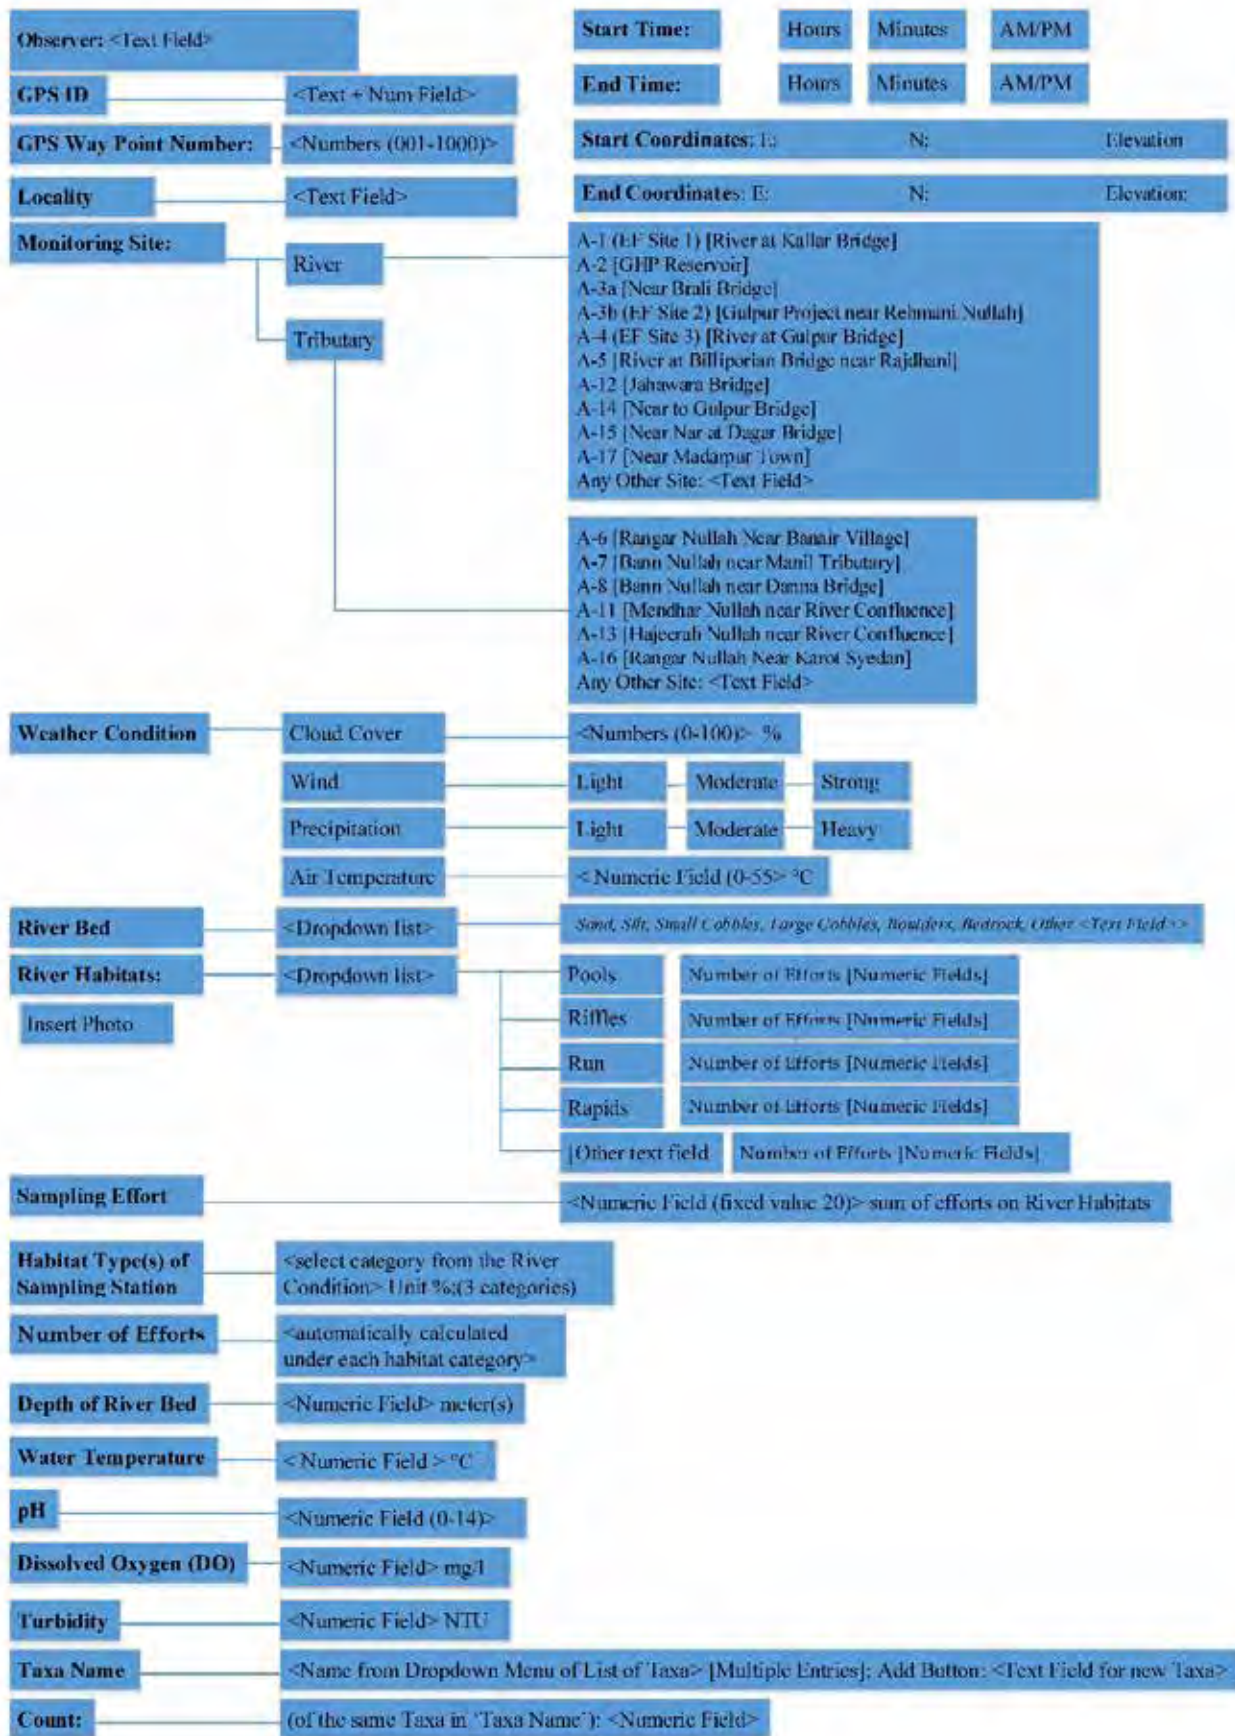 Observer: <Text Field>
Start Time: Hours Minutes AM/PM
End Time: Hours Minutes AM/PM
GPS ID <Text + Num Field>
GPS Way Point Number: <Numbers (001-1000)>
Start Coordinates: E: N: Elevation
Locality <Text Field>
End Coordinates: E: N: Elevation:
Monitoring Site:
River
A-1 (EF Site 1) [River at Kallar Bridge]
A-2 [GHP Reservoir]
A-3a [Near Brali Bridge]
A-3b (EF Site 2) [Gulpur Project near Rehmani Nullah]
A-4 (EF Site 3) [River at Gulpur Bridge]
A-5 [River at Billiporian Bridge near Rajdhani]
A-12 [Jahawara Bridge]
A-14 [Near to Gulpur Bridge]
A-15 [Near Nar at Dagar Bridge]
A-17 [Near Madarpur Town]
Any Other Site: <Text Field>
Tributary
A-6 [Rangar Nullah Near Banair Village]
A-7 [Bann Nullah near Manil Tributary]
A-8 [Bann Nullah near Danna Bridge]
A-11 [Mendhar Nullah near River Confluence]
A-13 [Hajeerah Nullah near River Confluence]
A-16 [Rangar Nullah Near Karot Syedan]
Any Other Site: <Text Field>
Weather Condition Cloud Cover <Numbers (0-100)> %
Wind Light Moderate Strong
Precipitation Light Moderate Heavy
Air Temperature < Numeric Field (0-55> °C
River Bed <Dropdown list> Sand, Silt, Small Cobbles, Large Cobbles, Boulders, Bedrock, Other <Text Field >>
River Habitats: <Dropdown list> Pools Number of Efforts [Numeric Fields]
Insert Photo
Riffles Number of Efforts [Numeric Fields]
Run Number of Efforts [Numeric Fields]
Rapids Number of Efforts [Numeric Fields]
[Other text field Number of Efforts [Numeric Fields]
Sampling Effort <Numeric Field (fixed value 20)> sum of efforts on River Habitats
Habitat Type(s) of
Sampling Station
<select category from the River
Condition> Unit %:(3 categories)
Number of Efforts
<automatically calculated
under each habitat category>
Depth of River Bed <Numeric Field> meter(s)
Water Temperature < Numeric Field > °C
pH <Numeric Field (0-14)>
Dissolved Oxygen (DO) <Numeric Field> mg/l
Turbidity <Numeric Field> NTU
Taxa Name <Name from Dropdown Menu of List of Taxa> [Multiple Entries]; Add Button: <Text Field for new Taxa>
Count: (of the same Taxa in 'Taxa Name'): <Numeric Field>